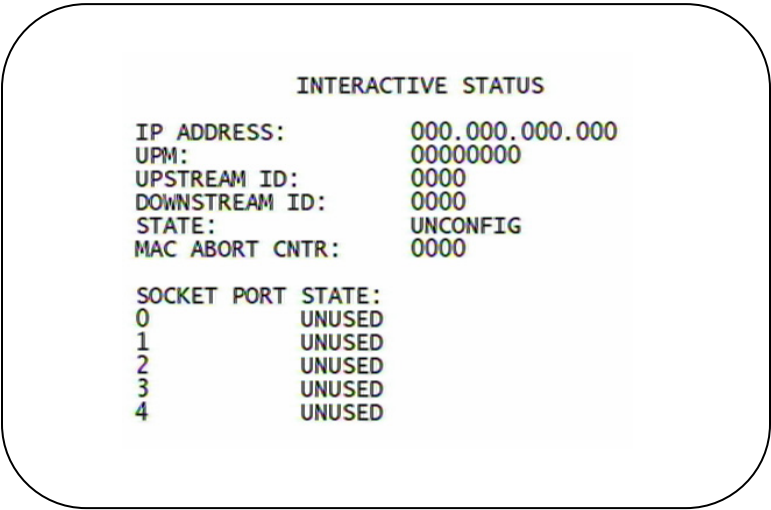 INTERACTIVE STATUS
IP ADDRESS: 000.000.000.000
UPM: 00000000
UPSTREAM ID: 0000
DOWNSTREAM ID: 0000
STATE: UNCONFIG
MAC ABORT CNTR: 0000
SOCKET PORT STATE:
0 UNUSED
1 UNUSED
2 UNUSED
3 UNUSED
4 UNUSED